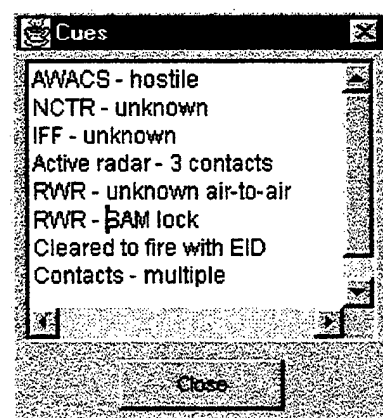 Cues
AWACS - hostile
NCTR - unknown
IFF - unknown
Active radar - 3 contacts
RWR - unknown air-to-air
RWR - SAM lock
Cleared to fire with EID
Contacts - multiple
Close